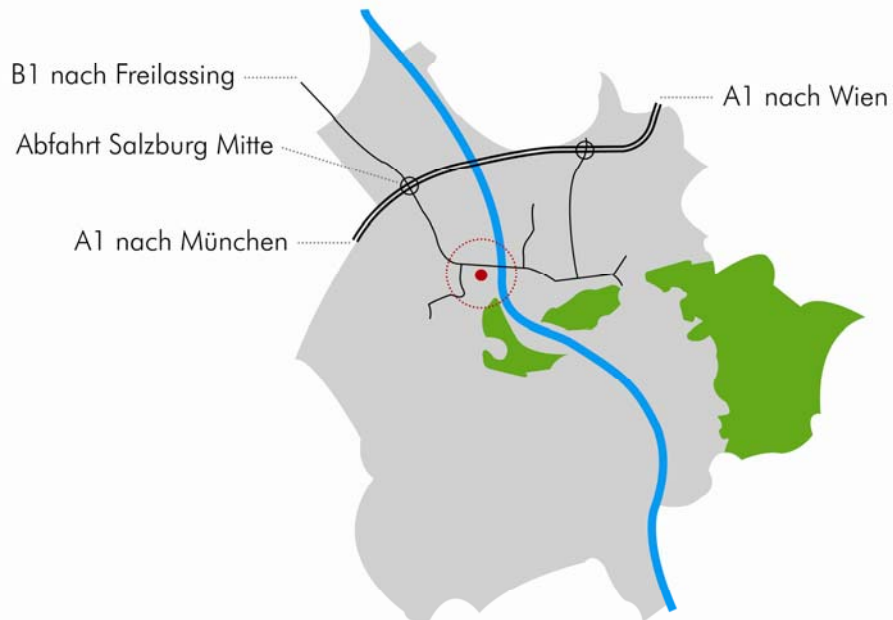 B1 nach Freilassing
A1 nach Wien
Abfahrt Salzburg Mitte
A1 nach München